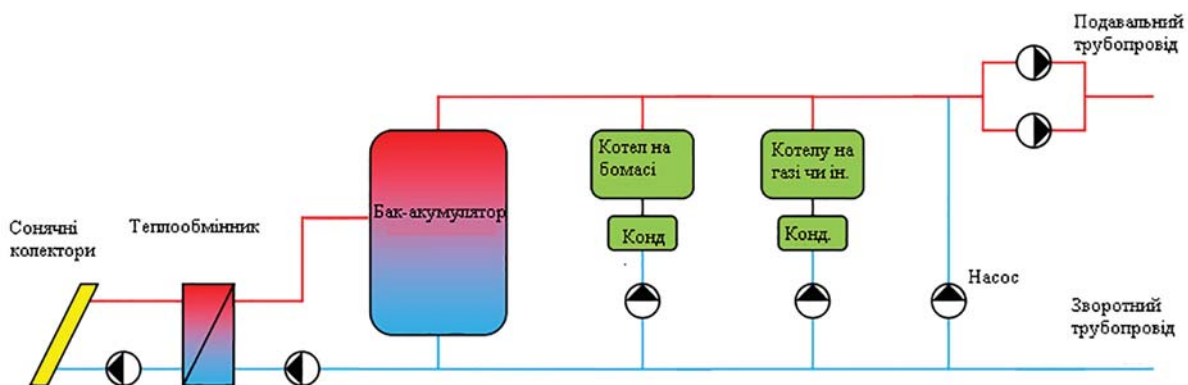 Подавальний
трубопровід
Котел на
бомасі
Котелу на
газі чи ін.
Бак-акумулятор
Сонячні
колектори
Теплообмінник
Конд
Конд.
Насос
Зворотний
трубопровід